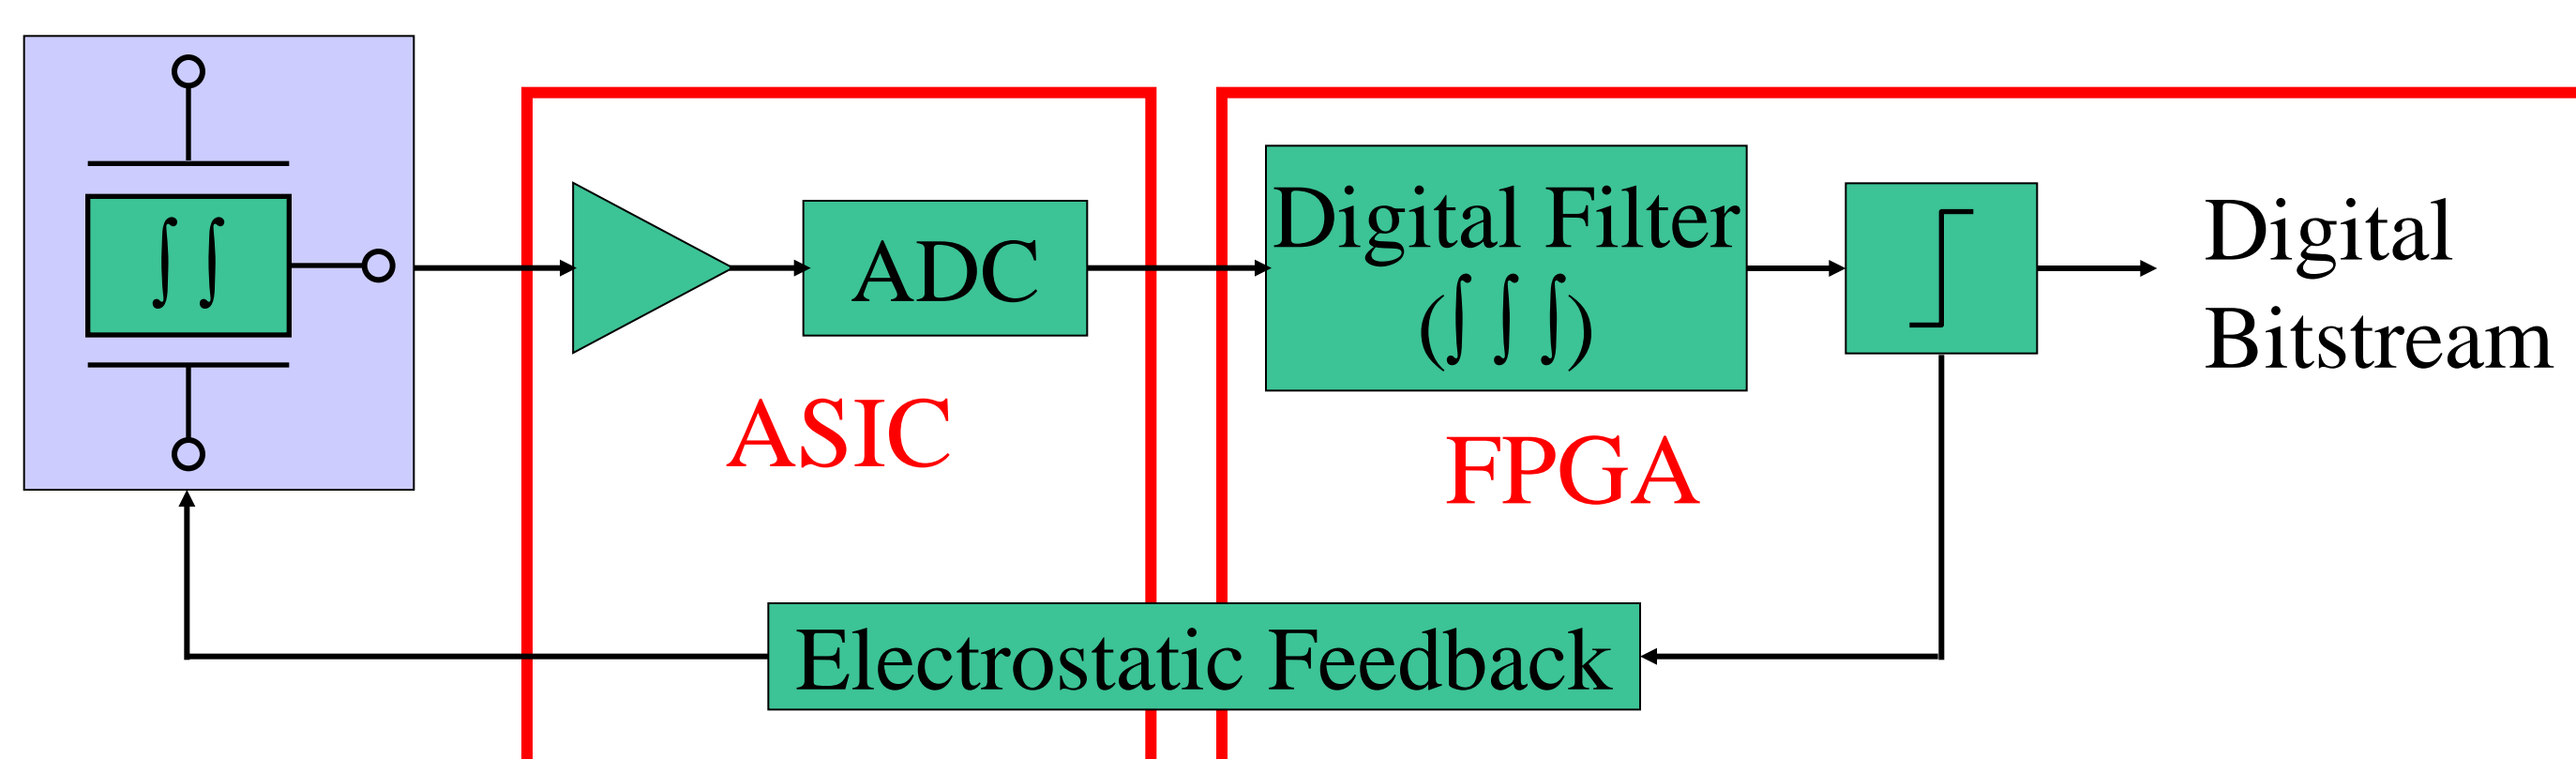 ∫ ∫
ADC
Digital Filter
(∫ ∫ ∫)
Digital
Bitstream
ASIC
FPGA
Electrostatic Feedback